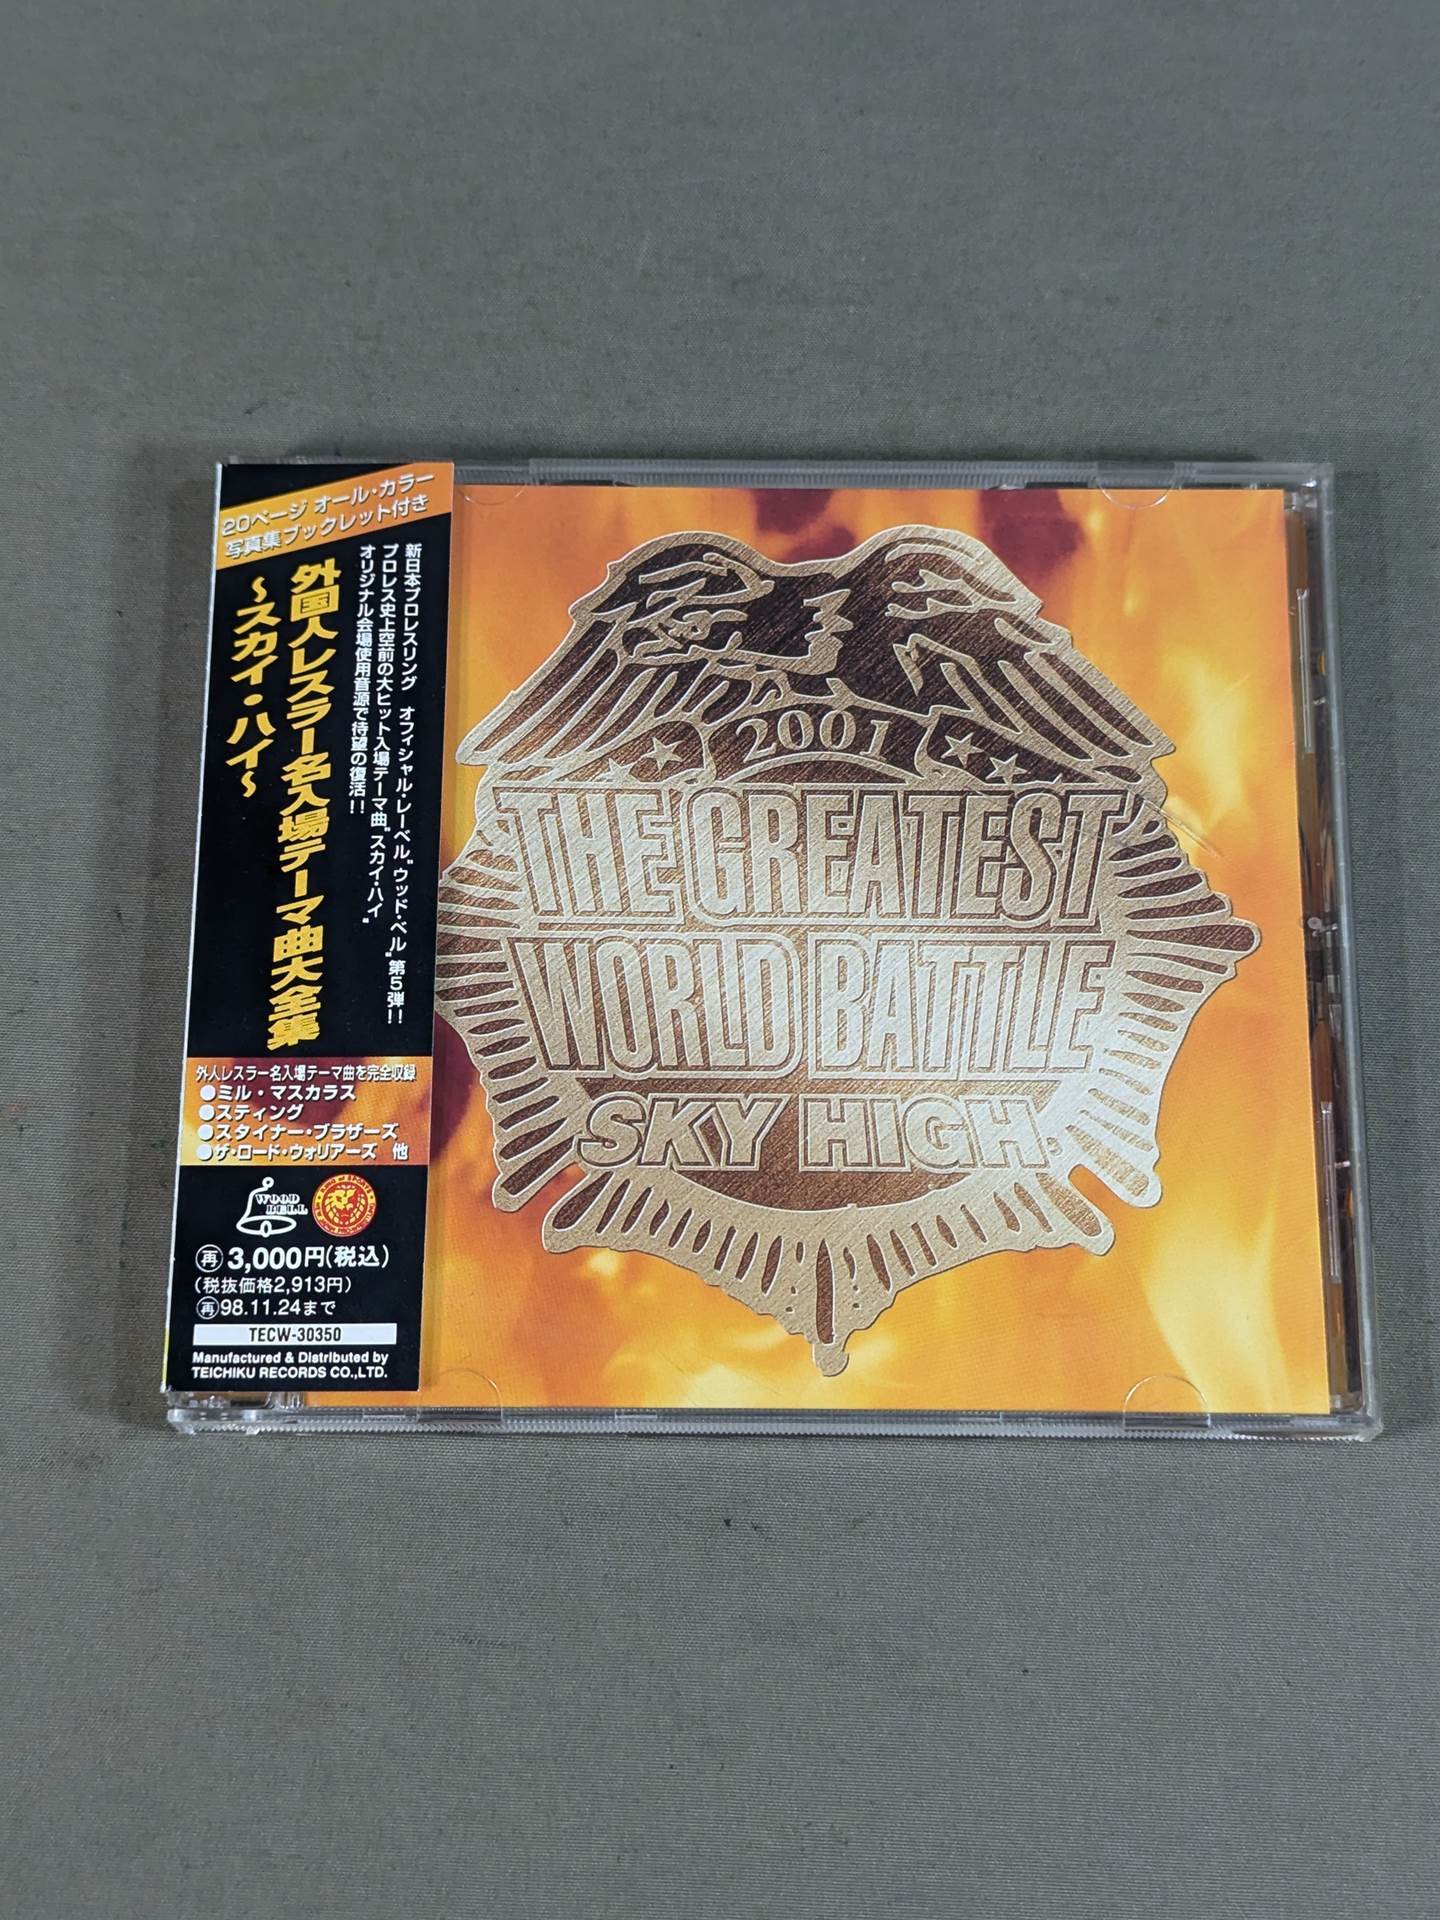 20ページ オール・カラー
写真集ブックレット付き
新日本プロレスリング オフィシャル・レーベル"ウッド・ベル"第5弾!!
プロレス史上空前の大ヒット入場テーマ曲"スカイ・ハイ"
オリジナル会場使用音源で待望の復活!!
外国人レスラー名入場テーマ曲大全集
〜スカイ・ハイ〜
外人レスラー名入場テーマ曲を完全収録
●ミル・マスカラス
●スティング
●スタイナー・ブラザーズ
●ザ・ロード・ウォリアーズ 他
WOOD
BELL
KING OF SPORTS
再 3,000円(税込)
(税抜価格2,913円)
再 98.11.24まで
TECW-30350
Manufactured & Distributed by
TEICHIKU RECORDS CO.,LTD.
2001
THE GREATEST
WORLD BATTLE
SKY HIGH